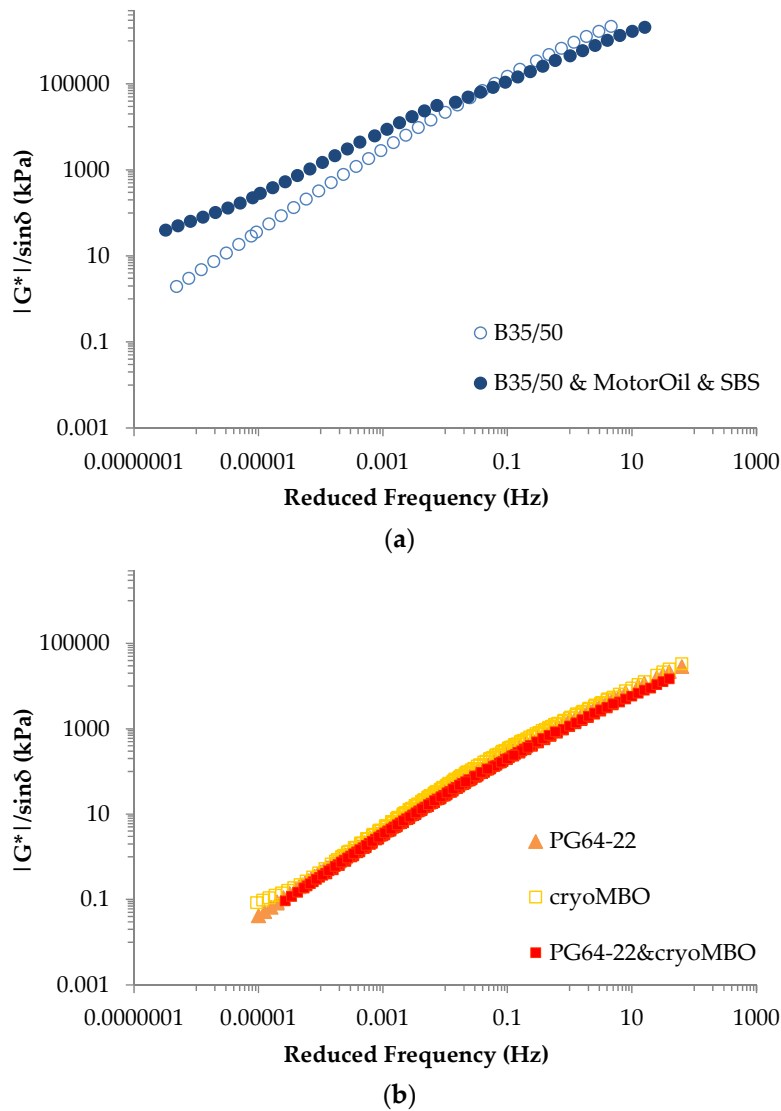 |G*|/sinδ (kPa)
100000
1000
10
0.1
0.001
B35/50
B35/50 & MotorOil & SBS
0.0000001 0.00001 0.001 0.1 10 1000
Reduced Frequency (Hz)
(a)
|G*|/sinδ (kPa)
100000
1000
10
0.1
0.001
PG64-22
cryoMBO
PG64-22&cryoMBO
0.0000001 0.00001 0.001 0.1 10 1000
Reduced Frequency (Hz)
(b)